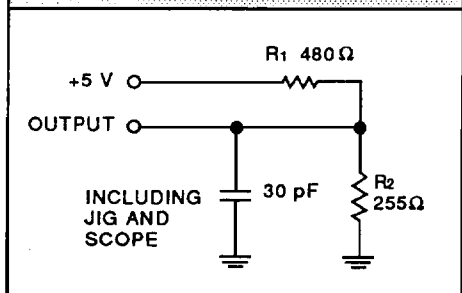 R1 480Ω
+5 V
OUTPUT
INCLUDING
JIG AND
SCOPE
30 pF
R2
255Ω